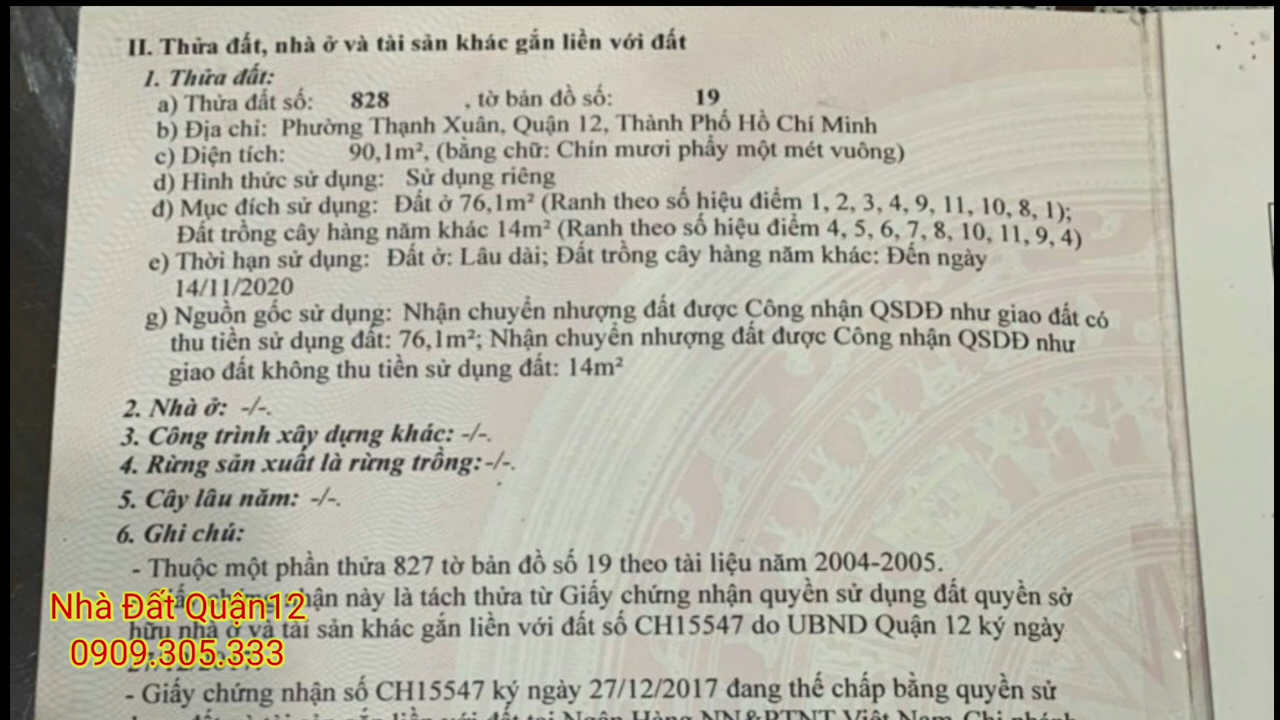 II. Thửa đất, nhà ở và tài sản khác gắn liền với đất
1. Thửa đất:
a) Thửa đất số: 828 , tờ bản đồ số: 19
b) Địa chỉ: Phường Thạnh Xuân, Quận 12, Thành Phố Hồ Chí Minh
c) Diện tích: 90,1m², (bằng chữ: Chín mươi phẩy một mét vuông)
d) Hình thức sử dụng: Sử dụng riêng
đ) Mục đích sử dụng: Đất ở 76,1m² (Ranh theo số hiệu điểm 1, 2, 3, 4, 9, 11, 10, 8, 1);
Đất trồng cây hàng năm khác 14m² (Ranh theo số hiệu điểm 4, 5, 6, 7, 8, 10, 11, 9, 4)
e) Thời hạn sử dụng: Đất ở: Lâu dài; Đất trồng cây hàng năm khác: Đến ngày
14/11/2020
g) Nguồn gốc sử dụng: Nhận chuyển nhượng đất được Công nhận QSDĐ như giao đất có
thu tiền sử dụng đất: 76,1m²; Nhận chuyển nhượng đất được Công nhận QSDĐ như
giao đất không thu tiền sử dụng đất: 14m²
2. Nhà ở: -/-.
3. Công trình xây dựng khác: -/-.
4. Rừng sản xuất là rừng trồng: -/-.
5. Cây lâu năm: -/-.
6. Ghi chú:
- Thuộc một phần thửa 827 tờ bản đồ số 19 theo tài liệu năm 2004-2005.
nhận này là tách thửa từ Giấy chứng nhận quyền sử dụng đất quyền sở
hữu nhà ở và tài sản khác gắn liền với đất số CH15547 do UBND Quận 12 ký ngày
Nhà Đất Quận12
0909.305.333
- Giấy chứng nhận số CH15547 ký ngày 27/12/2017 đang thế chấp bằng quyền sử